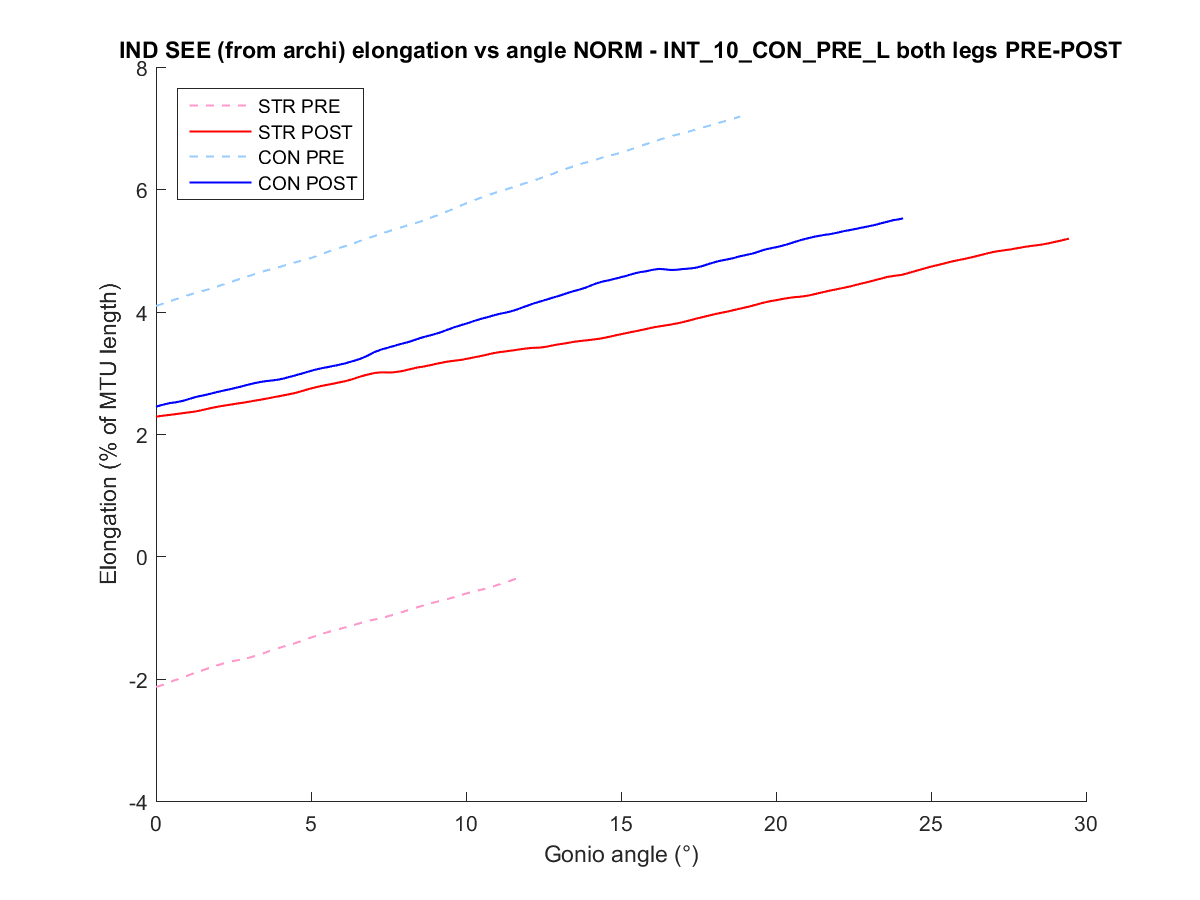 IND SEE (from archi) elongation vs angle NORM - INT_10_CON_PRE_L both legs PRE-POST
8
6
4
2
0
-2
-4
STR PRE
STR POST
CON PRE
CON POST
Elongation (% of MTU length)
0 5 10 15 20 25 30
Gonio angle (°)